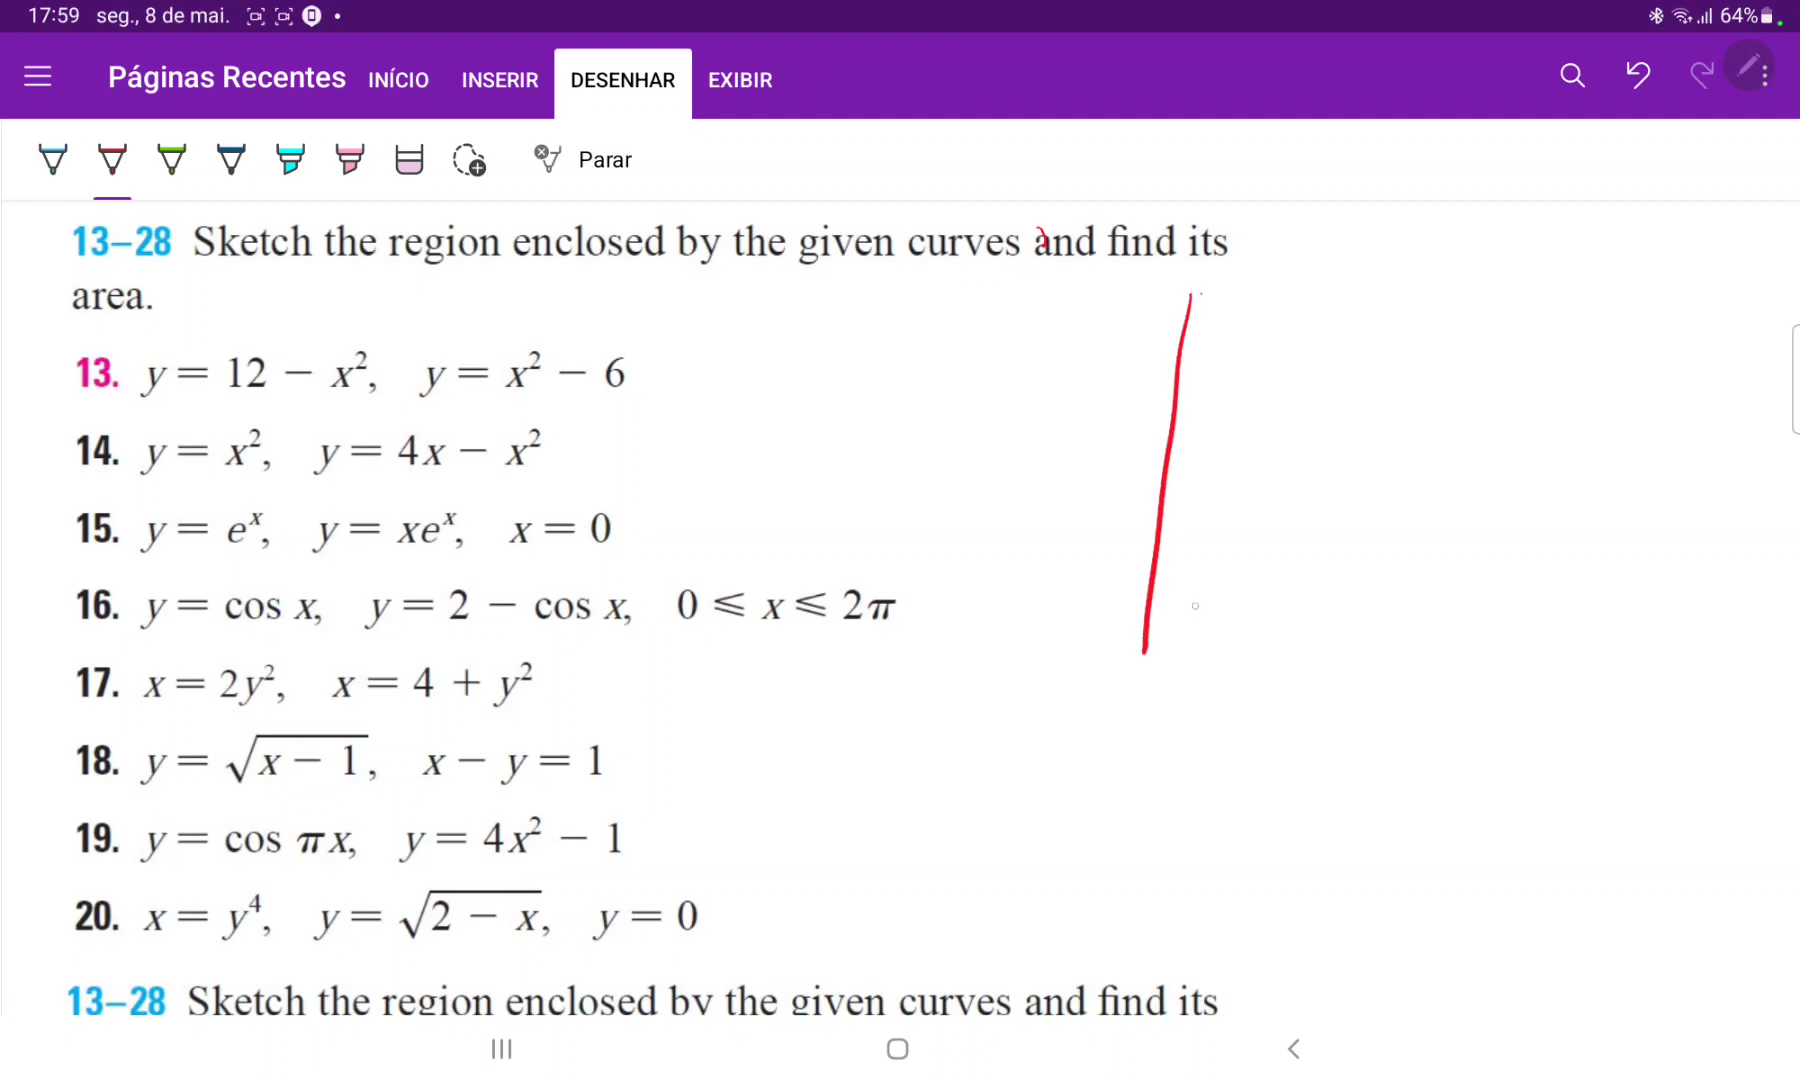 17:59 seg., 8 de mai. 64%
Páginas Recentes INÍCIO INSERIR DESENHAR EXIBIR
Parar
13–28 Sketch the region enclosed by the given curves and find its
area.
13. y = 12 − x², y = x² − 6
14. y = x², y = 4x − x²
15. y = eˣ, y = xeˣ, x = 0
16. y = cos x, y = 2 − cos x, 0 ⩽ x ⩽ 2π
17. x = 2y², x = 4 + y²
18. y = √(x − 1), x − y = 1
19. y = cos πx, y = 4x² − 1
20. x = y⁴, y = √(2 − x), y = 0
13–28 Sketch the region enclosed by the given curves and find its